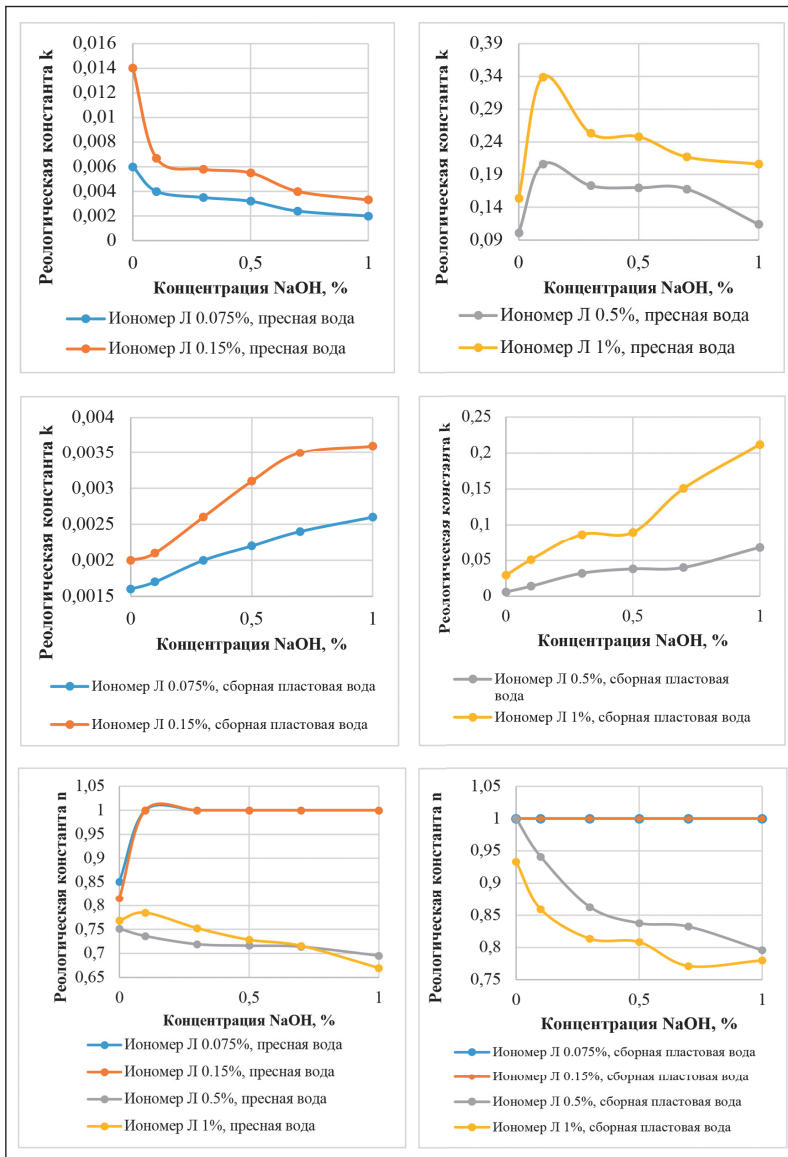 Реологическая константа k
0,016
0,014
0,012
0,01
0,008
0,006
0,004
0,002
0
0
0,5
1
Концентрация NaOH, %
Иономер Л 0.075%, пресная вода
Иономер Л 0.15%, пресная вода
Реологическая константа k
0,39
0,34
0,29
0,24
0,19
0,14
0,09
0
0,5
1
Концентрация NaOH, %
Иономер Л 0.5%, пресная вода
Иономер Л 1%, пресная вода
Реологическая константа k
0,004
0,0035
0,003
0,0025
0,002
0,0015
0
0,5
1
Концентрация NaOH, %
Иономер Л 0.075%, сборная пластовая вода
Иономер Л 0.15%, сборная пластовая вода
Реологическая константа k
0,25
0,2
0,15
0,1
0,05
0
0
0,5
1
Концентрация NaOH, %
Иономер Л 0.5%, сборная пластовая
вода
Иономер Л 1%, сборная пластовая вода
Реологическая константа n
1,05
1
0,95
0,9
0,85
0,8
0,75
0,7
0,65
0
0,5
1
Концентрация NaOH, %
Иономер Л 0.075%, пресная вода
Иономер Л 0.15%, пресная вода
Иономер Л 0.5%, пресная вода
Иономер Л 1%, пресная вода
Реологическая константа n
1,05
1
0,95
0,9
0,85
0,8
0,75
0
0,5
1
Концентрация NaOH, %
Иономер Л 0.075%, сборная пластовая вода
Иономер Л 0.15%, сборная пластовая вода
Иономер Л 0.5%, сборная пластовая вода
Иономер Л 1%, сборная пластовая вода